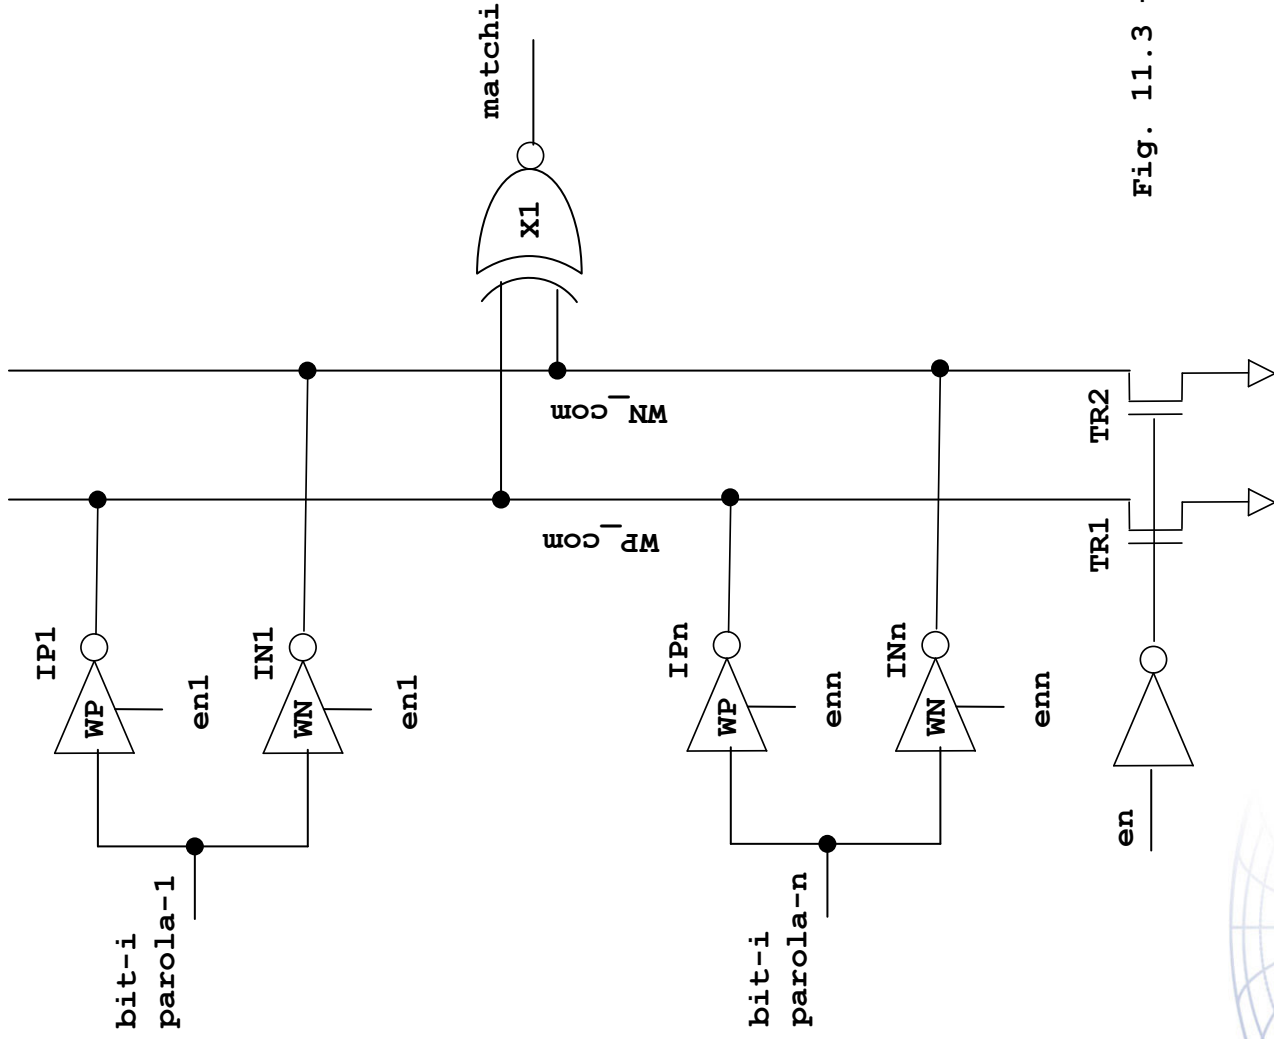 matchi
X1
WN_com
WP_com
IP1
WP
en1
IN1
WN
en1
bit-i
parola-1
IPn
WP
enn
INn
WN
enn
bit-i
parola-n
TR2
TR1
en
Fig. 11.3 -